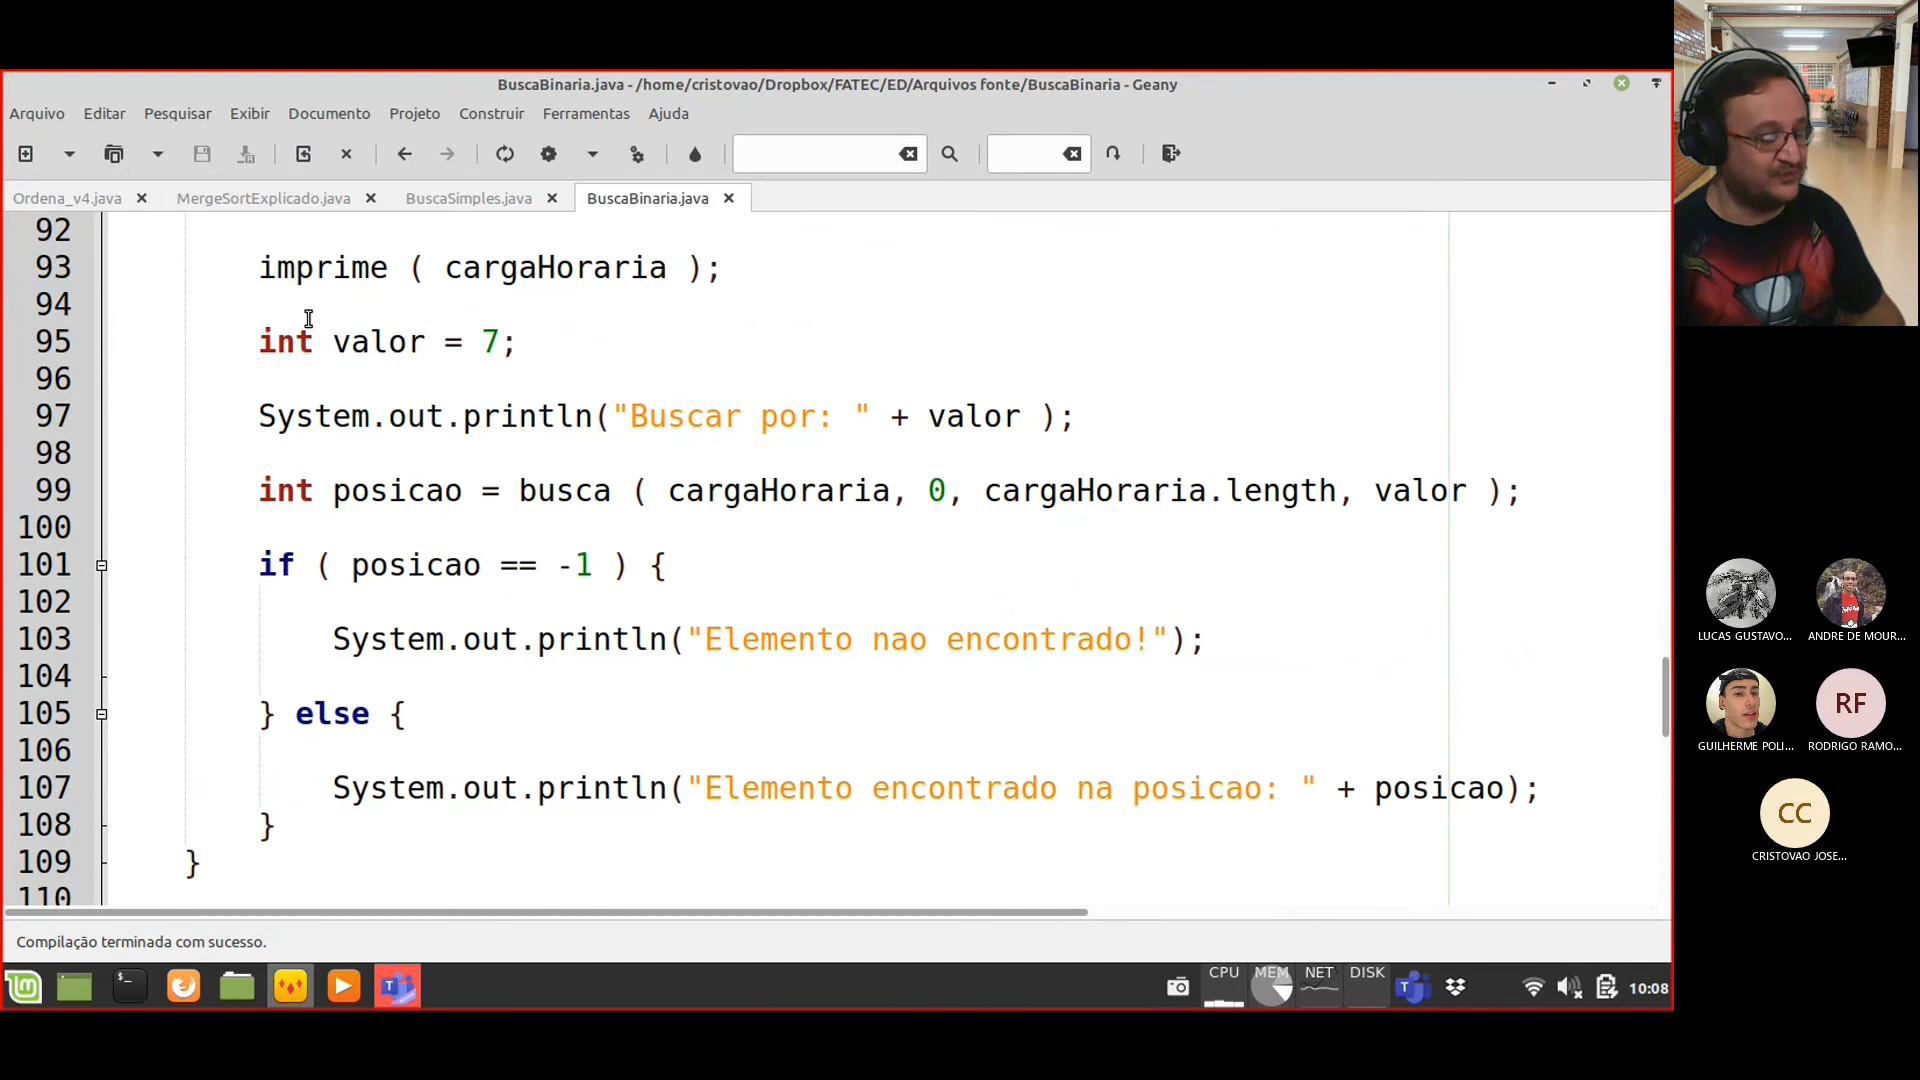 BuscaBinaria.java - /home/cristovao/Dropbox/FATEC/ED/Arquivos fonte/BuscaBinaria - Geany
Arquivo Editar Pesquisar Exibir Documento Projeto Construir Ferramentas Ajuda
Ordena_v4.java MergeSortExplicado.java BuscaSimples.java BuscaBinaria.java
92
93 imprime ( cargaHoraria );
94
95 int valor = 7;
96
97 System.out.println("Buscar por: " + valor );
98
99 int posicao = busca ( cargaHoraria, 0, cargaHoraria.length, valor );
100
101 if ( posicao == -1 ) {
102
103 System.out.println("Elemento nao encontrado!");
104
105 } else {
106
107 System.out.println("Elemento encontrado na posicao: " + posicao);
108 }
109 }
110
Compilação terminada com sucesso.
CPU MEM NET DISK
10:08
LUCAS GUSTAVO... ANDRE DE MOUR...
RF
GUILHERME POLI... RODRIGO RAMO...
CC
CRISTOVAO JOSE...